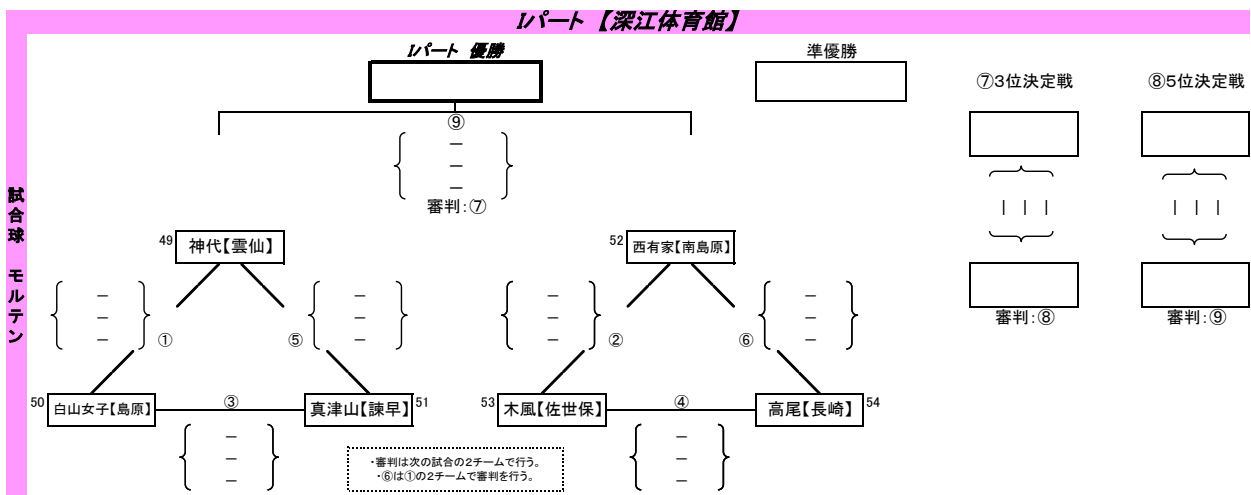 Iパート【深江体育館】
試合球　モルテン
Iパート 優勝
準優勝
⑦3位決定戦
⑧5位決定戦
⑨
－
－
－
審判：⑦
| | |
| | |
審判：⑧
審判：⑨
49 神代【雲仙】
52 西有家【南島原】
－ － － －
－ － － －
－ － － －
① ⑤ ② ⑥
50 白山女子【島原】 ③ 真津山【諫早】 51
53 木風【佐世保】 ④ 高尾【長崎】 54
－ －
－ －
－ －
・審判は次の試合の2チームで行う。
・⑥は①の2チームで審判を行う。